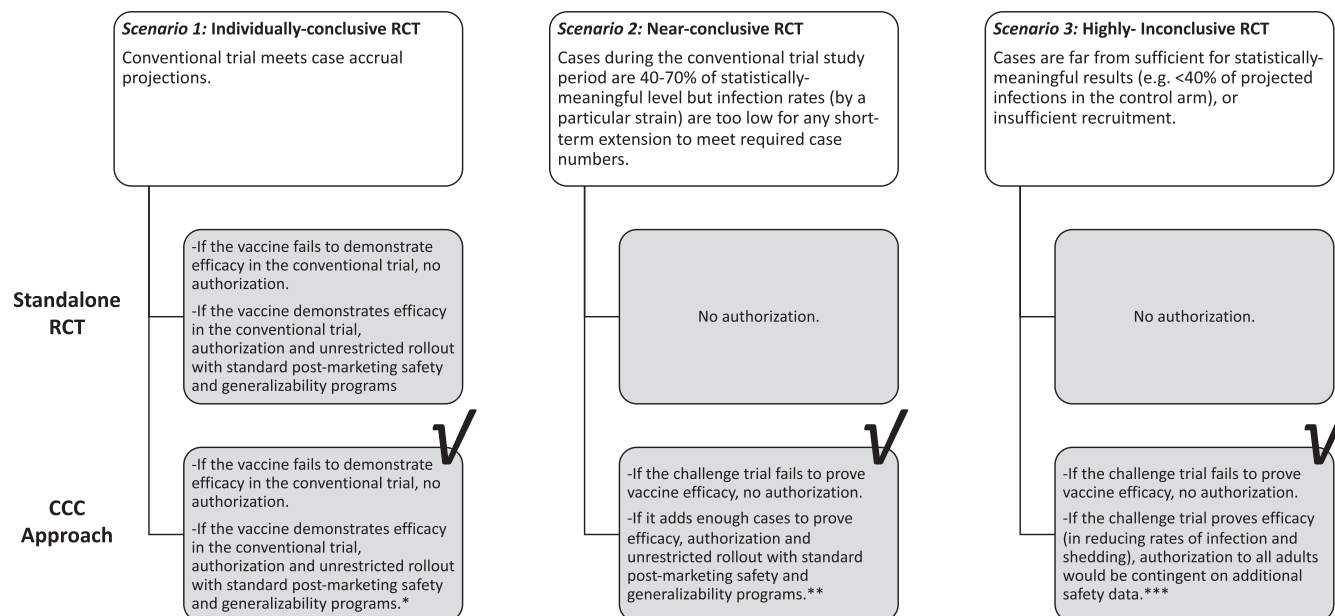 Scenario 1: Individually-conclusive RCT
Conventional trial meets case accrual
projections.
Scenario 2: Near-conclusive RCT
Cases during the conventional trial study
period are 40-70% of statistically-
meaningful level but infection rates (by a
particular strain) are too low for any short-
term extension to meet required case
numbers.
Scenario 3: Highly- Inconclusive RCT
Cases are far from sufficient for statistically-
meaningful results (e.g. <40% of projected
infections in the control arm), or
insufficient recruitment.
Standalone
RCT
-If the vaccine fails to demonstrate
efficacy in the conventional trial, no
authorization.
-If the vaccine demonstrates efficacy
in the conventional trial,
authorization and unrestricted rollout
with standard post-marketing safety
and generalizability programs
No authorization.
No authorization.
CCC
Approach
-If the vaccine fails to demonstrate
efficacy in the conventional trial, no
authorization.
-If the vaccine demonstrates efficacy
in the conventional trial,
authorization and unrestricted rollout
with standard post-marketing safety
and generalizability programs.*
√
-If the challenge trial fails to prove
vaccine efficacy, no authorization.
-If it adds enough cases to prove
efficacy, authorization and
unrestricted rollout with standard
post-marketing safety and
generalizability programs.**
√
-If the challenge trial fails to prove
vaccine efficacy, no authorization.
-If the challenge trial proves efficacy
(in reducing rates of infection and
shedding), authorization to all adults
would be contingent on additional
safety data.***
√